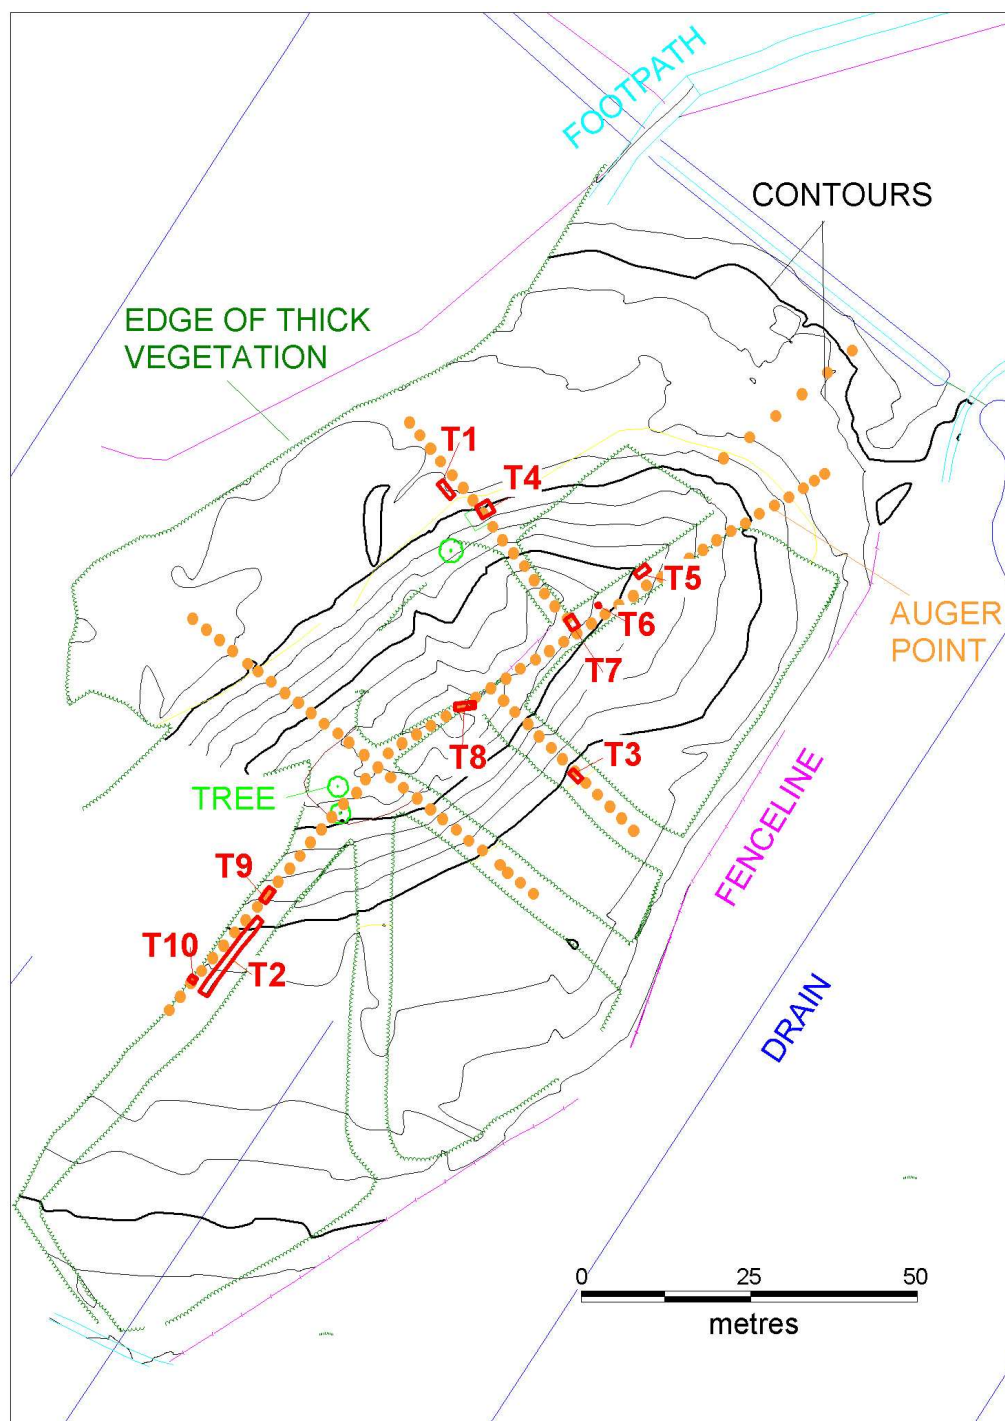 FOOTPATH
CONTOURS
EDGE OF THICK
VEGETATION
T1
T4
T5
T6
AUGER
POINT
T7
T8
T3
TREE
FENCELINE
T9
T10
T2
DRAIN
0 25 50
metres